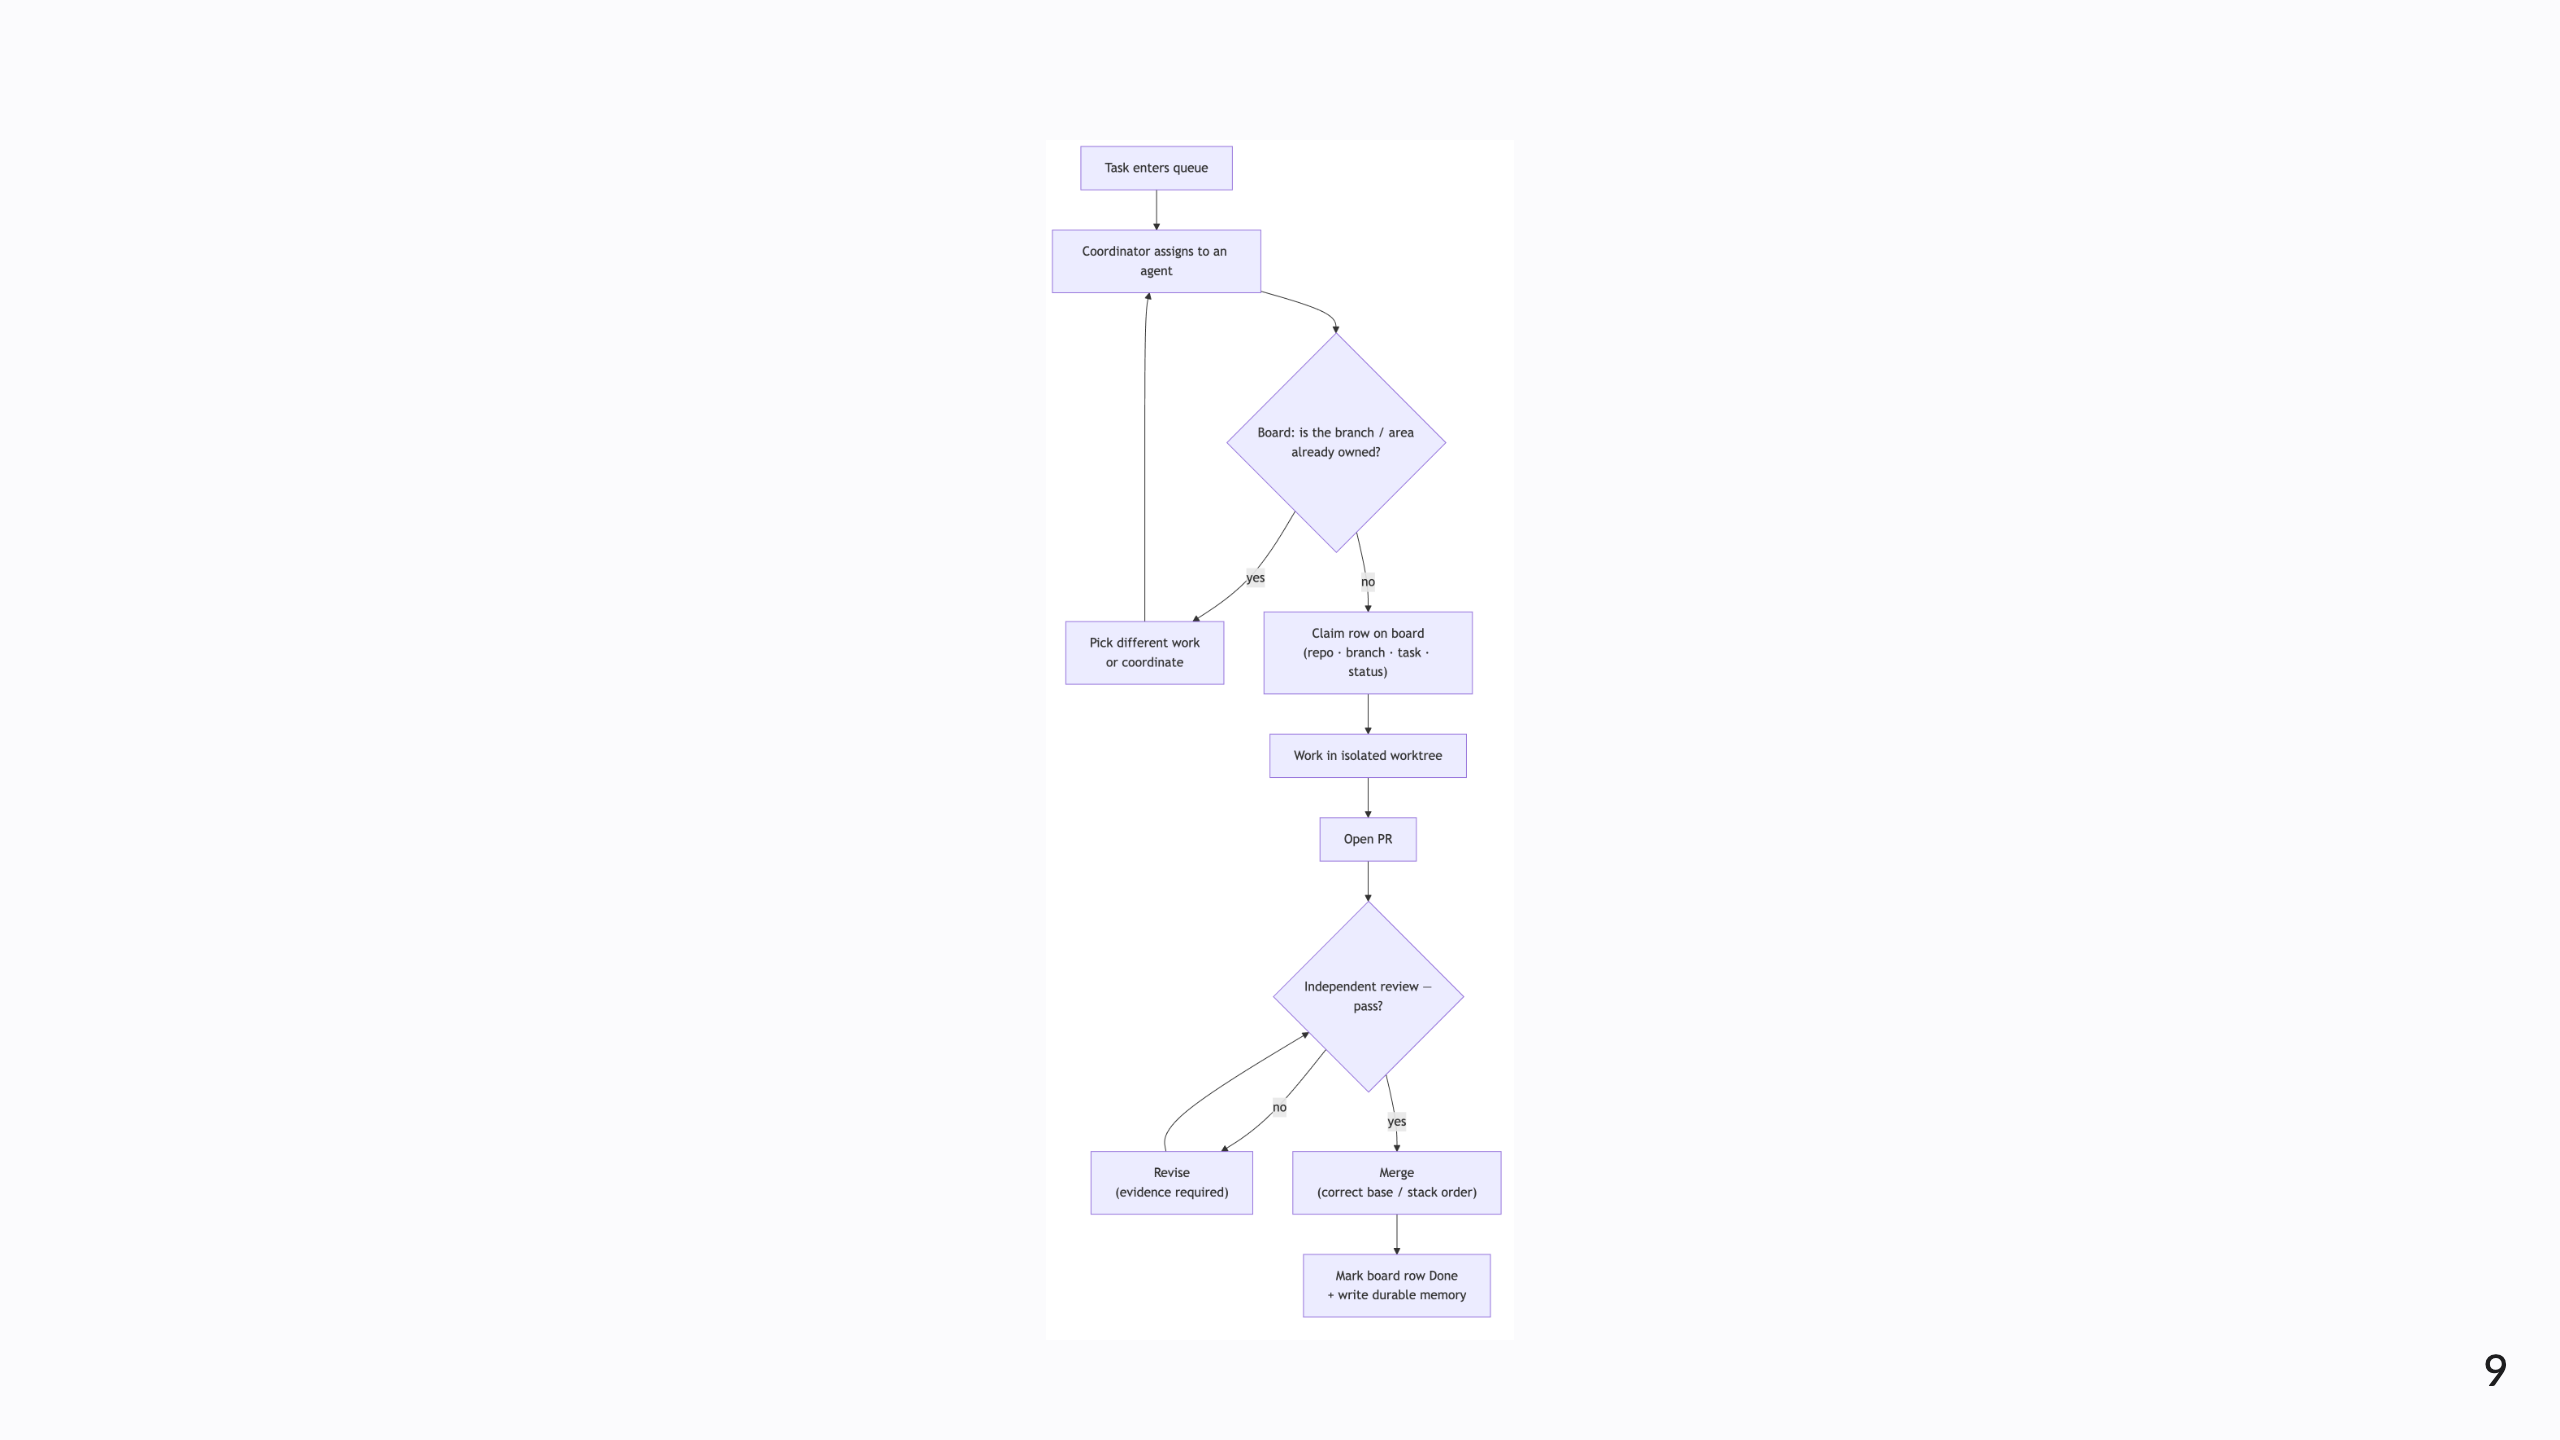 Task enters queue
Coordinator assigns to an
agent
Board: is the branch / area
already owned?
yes
no
Pick different work
or coordinate
Claim row on board
(repo · branch · task ·
status)
Work in isolated worktree
Open PR
Independent review —
pass?
no
yes
Revise
(evidence required)
Merge
(correct base / stack order)
Mark board row Done
+ write durable memory
9